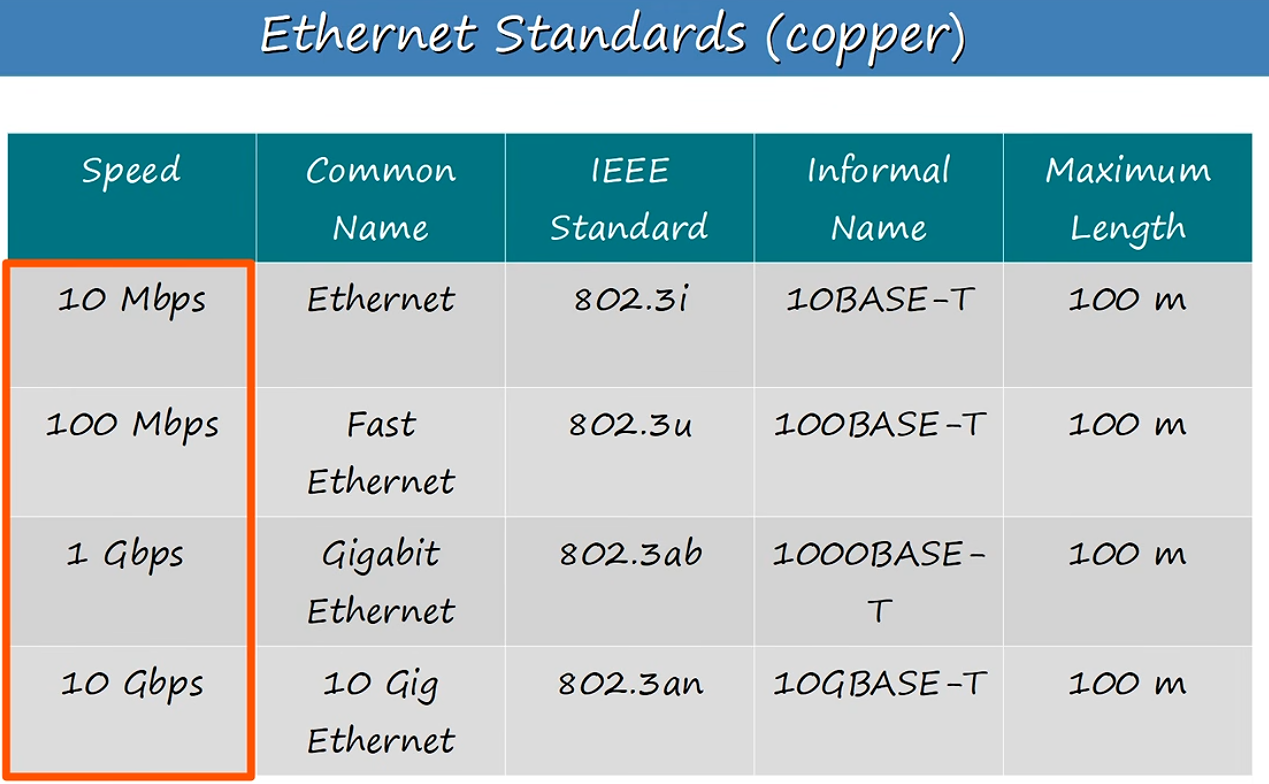 Ethernet Standards (copper)
Speed
Common
Name
IEEE
Standard
Informal
Name
Maximum
Length
10 Mbps
Ethernet
802.3i
10BASE-T
100 m
100 Mbps
Fast
Ethernet
802.3u
100BASE-T
100 m
1 Gbps
Gigabit
Ethernet
802.3ab
1000BASE-
T
100 m
10 Gbps
10 Gig
Ethernet
802.3an
10GBASE-T
100 m